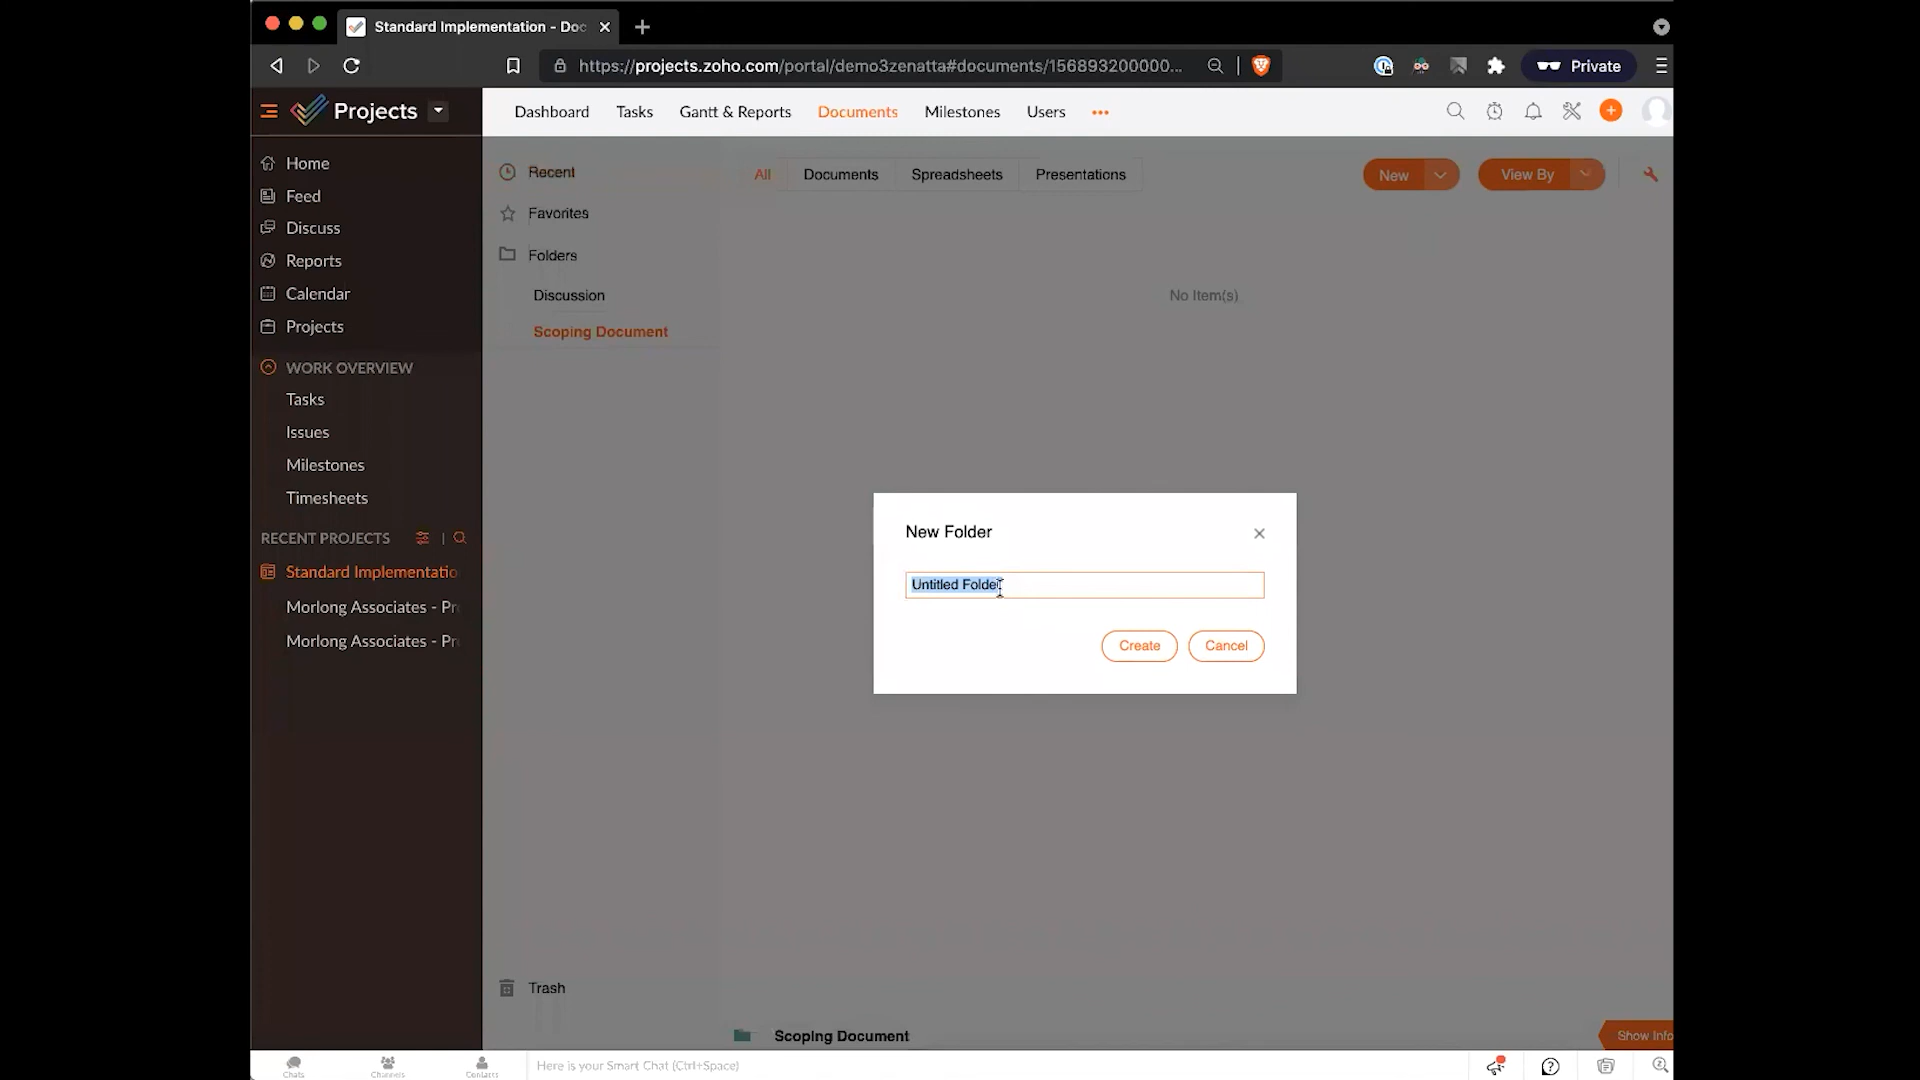 Standard Implementation - Doc
https://projects.zoho.com/portal/demo3zenatta#documents/156893200000...
Private
Projects
Dashboard
Tasks
Gantt & Reports
Documents
Milestones
Users
Home
Feed
Discuss
Reports
Calendar
Projects
WORK OVERVIEW
Tasks
Issues
Milestones
Timesheets
RECENT PROJECTS
Standard Implementatio
Morlong Associates - Pr
Morlong Associates - Pr
Recent
Favorites
Folders
Discussion
Scoping Document
Trash
All
Documents
Spreadsheets
Presentations
New
View By
No Item(s)
New Folder
Untitled Folder
Create
Cancel
Scoping Document
Show Info
Chats
Channels
Contacts
Here is your Smart Chat (Ctrl+Space)